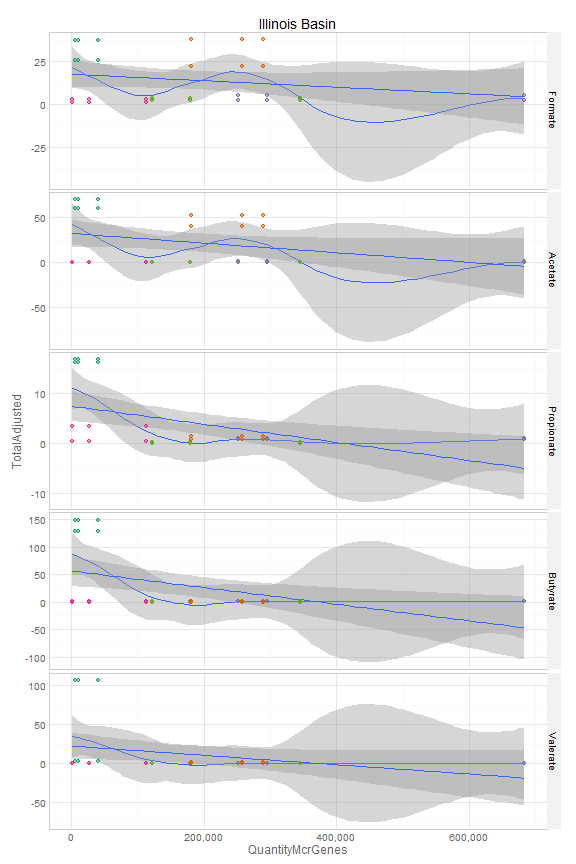 Illinois Basin
25
0
-25
Formate
50
0
-50
Acetate
10
0
-10
Propionate
150
100
50
0
-50
-100
Butyrate
100
50
0
-50
Valerate
TotalAdjusted
0 200,000 400,000 600,000
QuantityMcrGenes